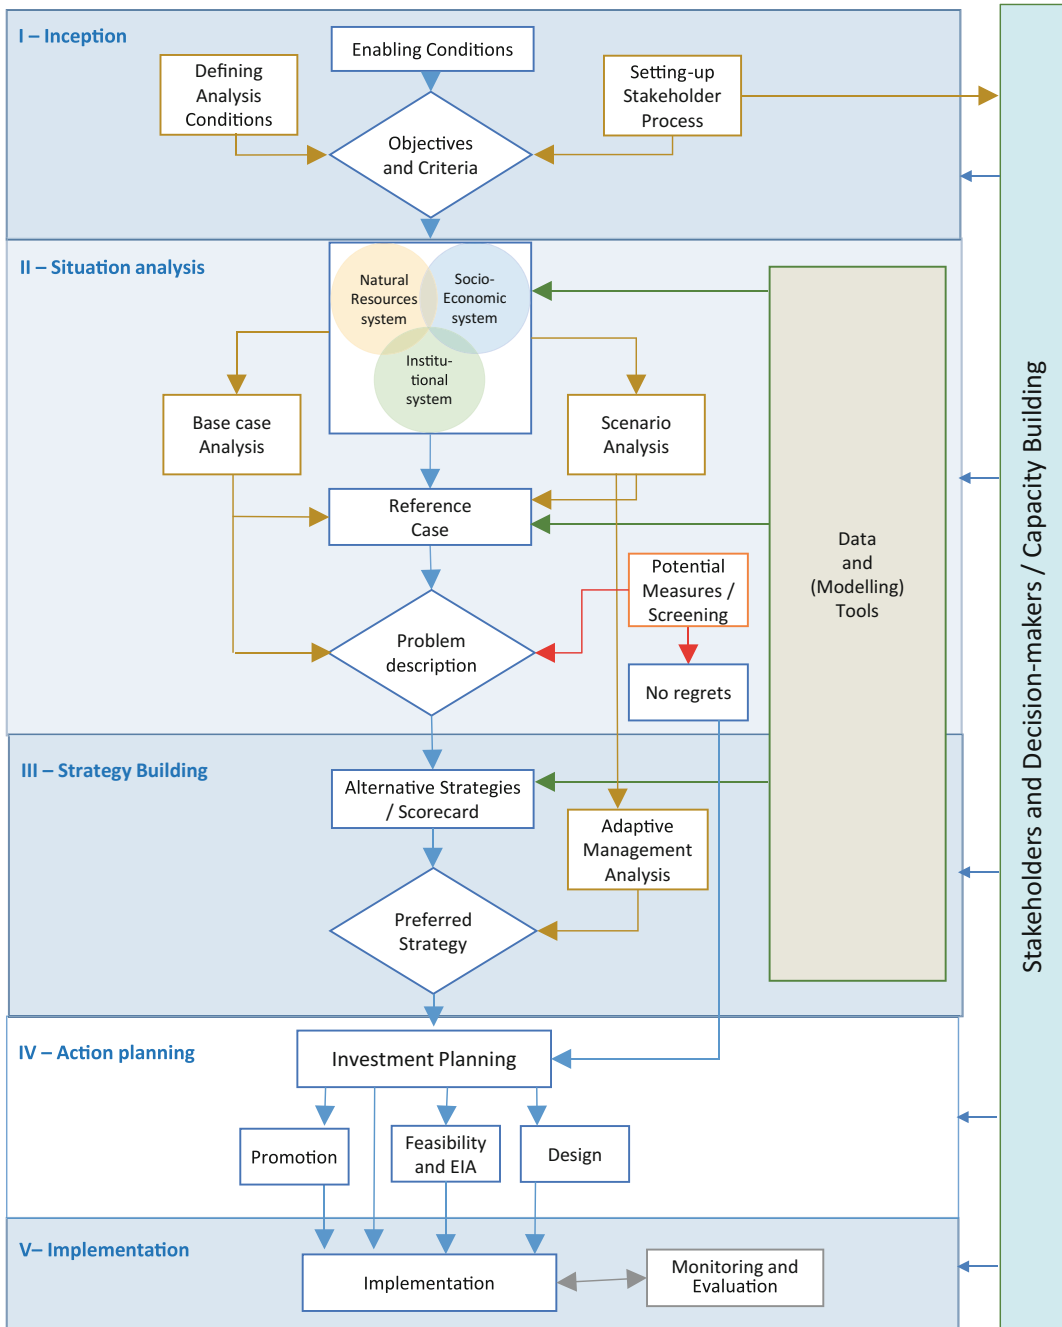 I – Inception
Enabling Conditions
Defining
Analysis
Conditions
Setting-up
Stakeholder
Process
Objectives
and Criteria
II – Situation analysis
Natural
Resources
system
Socio-
Economic
system
Institu-
tional
system
Base case
Analysis
Scenario
Analysis
Reference
Case
Potential
Measures /
Screening
Problem
description
No regrets
Data
and
(Modelling)
Tools
Stakeholders and Decision-makers / Capacity Building
III – Strategy Building
Alternative Strategies
/ Scorecard
Adaptive
Management
Analysis
Preferred
Strategy
IV – Action planning
Investment Planning
Promotion
Feasibility
and EIA
Design
V– Implementation
Implementation
Monitoring and
Evaluation